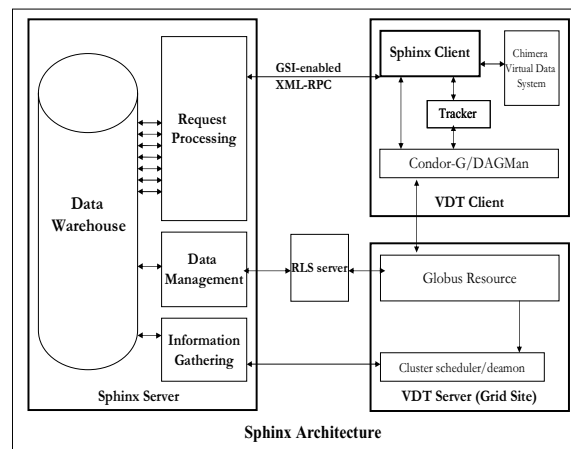 Data
Warehouse
Request
Processing
Data
Management
Information
Gathering
Sphinx Server
GSI-enabled
XML-RPC
RLS server
Sphinx Client
Chimera
Virtual Data
System
Tracker
Condor-G/DAGMan
VDT Client
Globus Resource
Cluster scheduler/deamon
VDT Server (Grid Site)
Sphinx Architecture